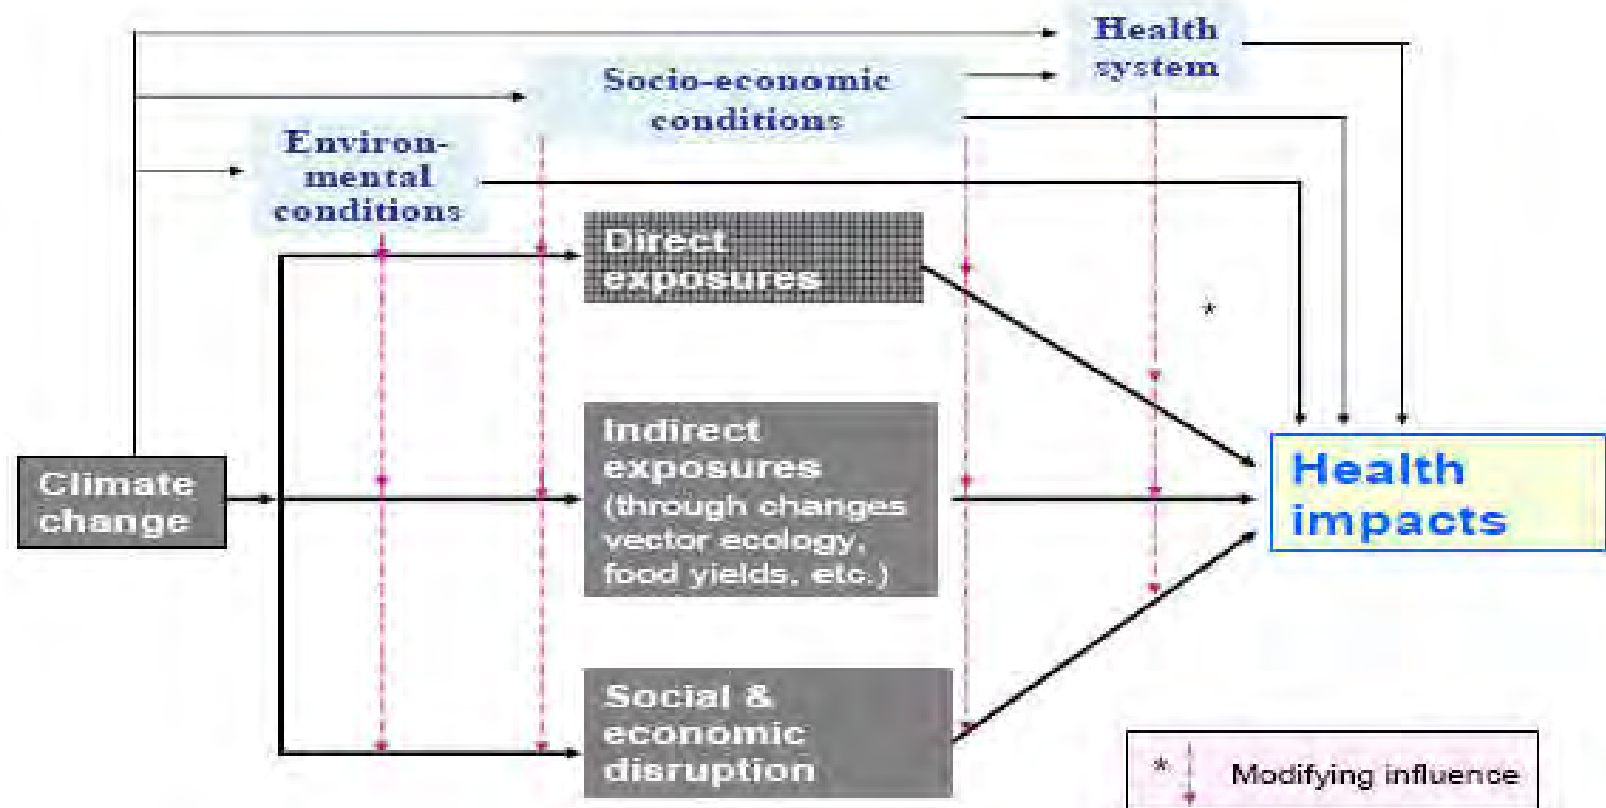 Health
system
Socio-economic
conditions
Environ-
mental
conditions
Direct
exposures
*
Indirect
exposures
(through changes
vector ecology,
food yields, etc.)
Climate
change
Health
impacts
Social &
economic
disruption
* Modifying influence